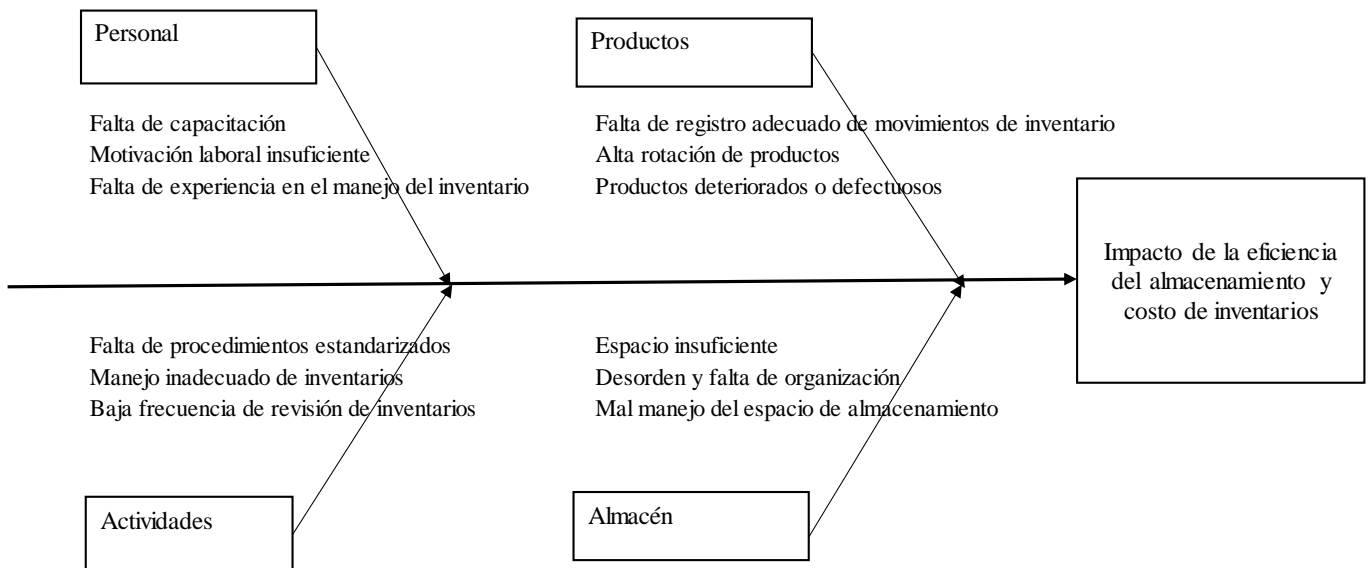 Personal
Productos
Falta de capacitación
Motivación laboral insuficiente
Falta de experiencia en el manejo del inventario
Falta de registro adecuado de movimientos de inventario
Alta rotación de productos
Productos deteriorados o defectuosos
Impacto de la eficiencia
del almacenamiento y
costo de inventarios
Falta de procedimientos estandarizados
Manejo inadecuado de inventarios
Baja frecuencia de revisión de inventarios
Espacio insuficiente
Desorden y falta de organización
Mal manejo del espacio de almacenamiento
Actividades
Almacén